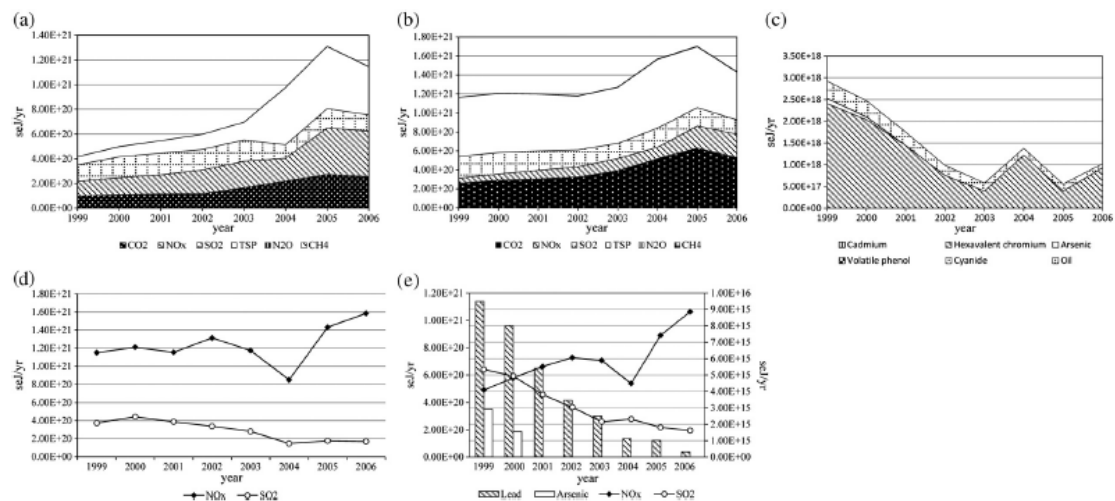 (a)
seJ/yr
1.40E+21
1.20E+21
1.00E+21
8.00E+20
6.00E+20
4.00E+20
2.00E+20
0.00E+00
1999 2000 2001 2002 2003 2004 2005 2006
year
CO2 NOx SO2 TSP N2O CH4
(b)
seJ/yr
1.80E+21
1.60E+21
1.40E+21
1.20E+21
1.00E+21
8.00E+20
6.00E+20
4.00E+20
2.00E+20
0.00E+00
1999 2000 2001 2002 2003 2004 2005 2006
year
CO2 NOx SO2 TSP N2O CH4
(c)
seJ/yr
3.50E+18
3.00E+18
2.50E+18
2.00E+18
1.50E+18
1.00E+18
5.00E+17
0.00E+00
1999 2000 2001 2002 2003 2004 2005 2006
year
Cadmium Hexavalent chromium Arsenic
Volatile phenol Cyanide Oil
(d)
seJ/yr
1.80E+21
1.60E+21
1.40E+21
1.20E+21
1.00E+21
8.00E+20
6.00E+20
4.00E+20
2.00E+20
0.00E+00
1999 2000 2001 2002 2003 2004 2005 2006
year
NOx SO2
(e)
seJ/yr
1.20E+21
1.00E+21
8.00E+20
6.00E+20
4.00E+20
2.00E+20
0.00E+00
1.00E+16
9.00E+15
8.00E+15
7.00E+15
6.00E+15
5.00E+15
4.00E+15
3.00E+15
2.00E+15
1.00E+15
0.00E+00
seJ/yr
1999 2000 2001 2002 2003 2004 2005 2006
year
Lead Arsenic NOx SO2